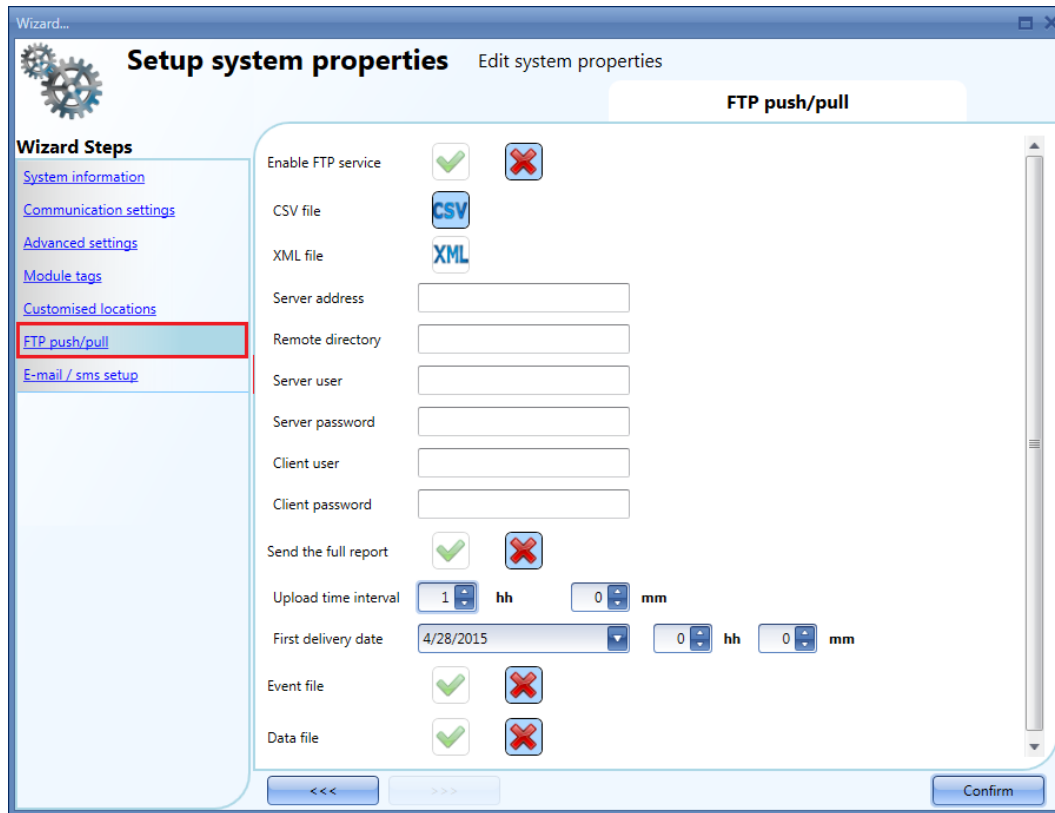 Wizard...
Setup system properties Edit system properties
FTP push/pull
Wizard Steps
System information
Communication settings
Advanced settings
Module tags
Customised locations
FTP push/pull
E-mail / sms setup
Enable FTP service
CSV file CSV
XML file XML
Server address
Remote directory
Server user
Server password
Client user
Client password
Send the full report
Upload time interval 1 hh 0 mm
First delivery date 4/28/2015 0 hh 0 mm
Event file
Data file
<<< >>> Confirm